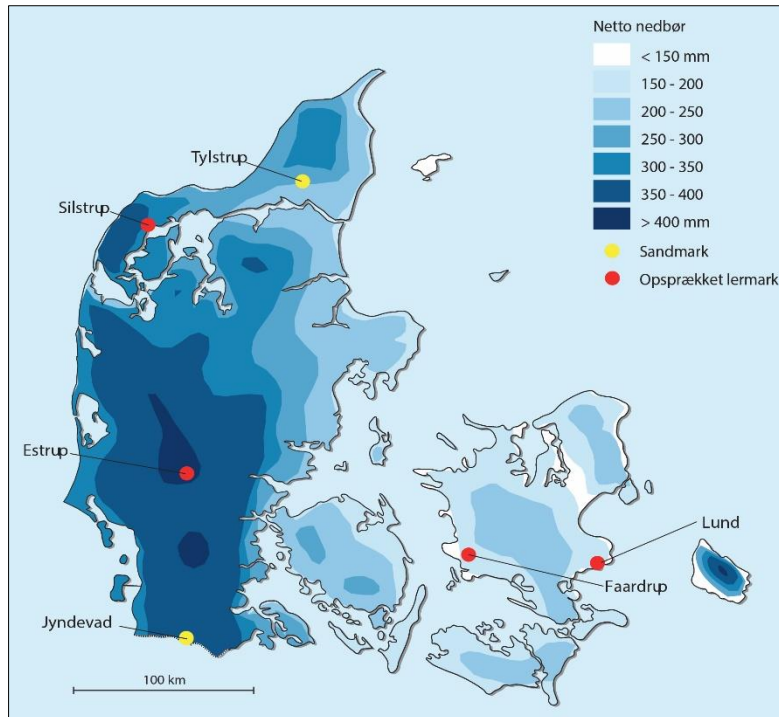 Netto nedbør
< 150 mm
150 - 200
200 - 250
250 - 300
300 - 350
350 - 400
> 400 mm
Sandmark
Opsprækket lermark
Tylstrup
Silstrup
Estrup
Lund
Faardrup
Jyndevad
100 km